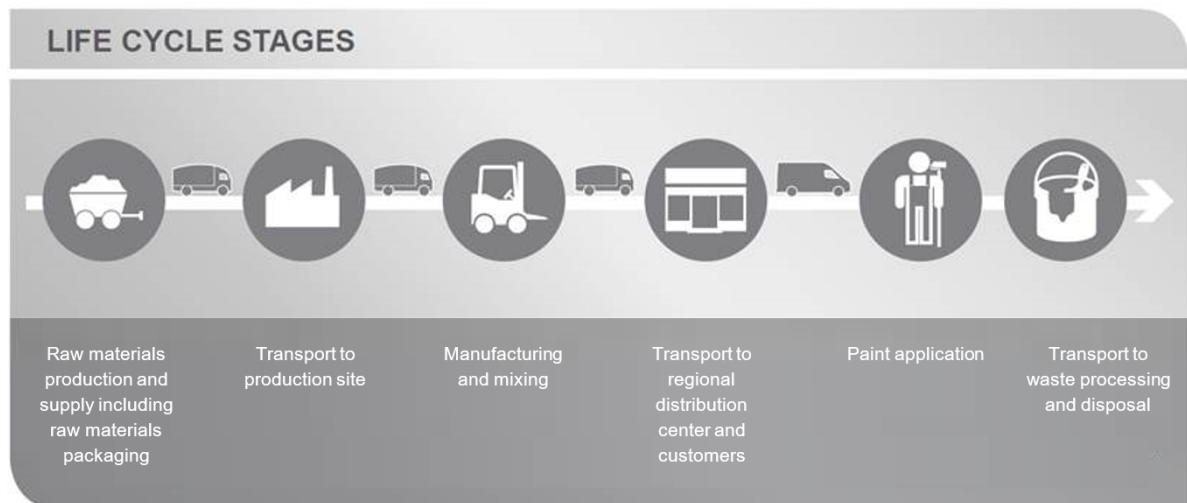 LIFE CYCLE STAGES
Raw materials
production and
supply including
raw materials
packaging
Transport to
production site
Manufacturing
and mixing
Transport to
regional
distribution
center and
customers
Paint application
Transport to
waste processing
and disposal